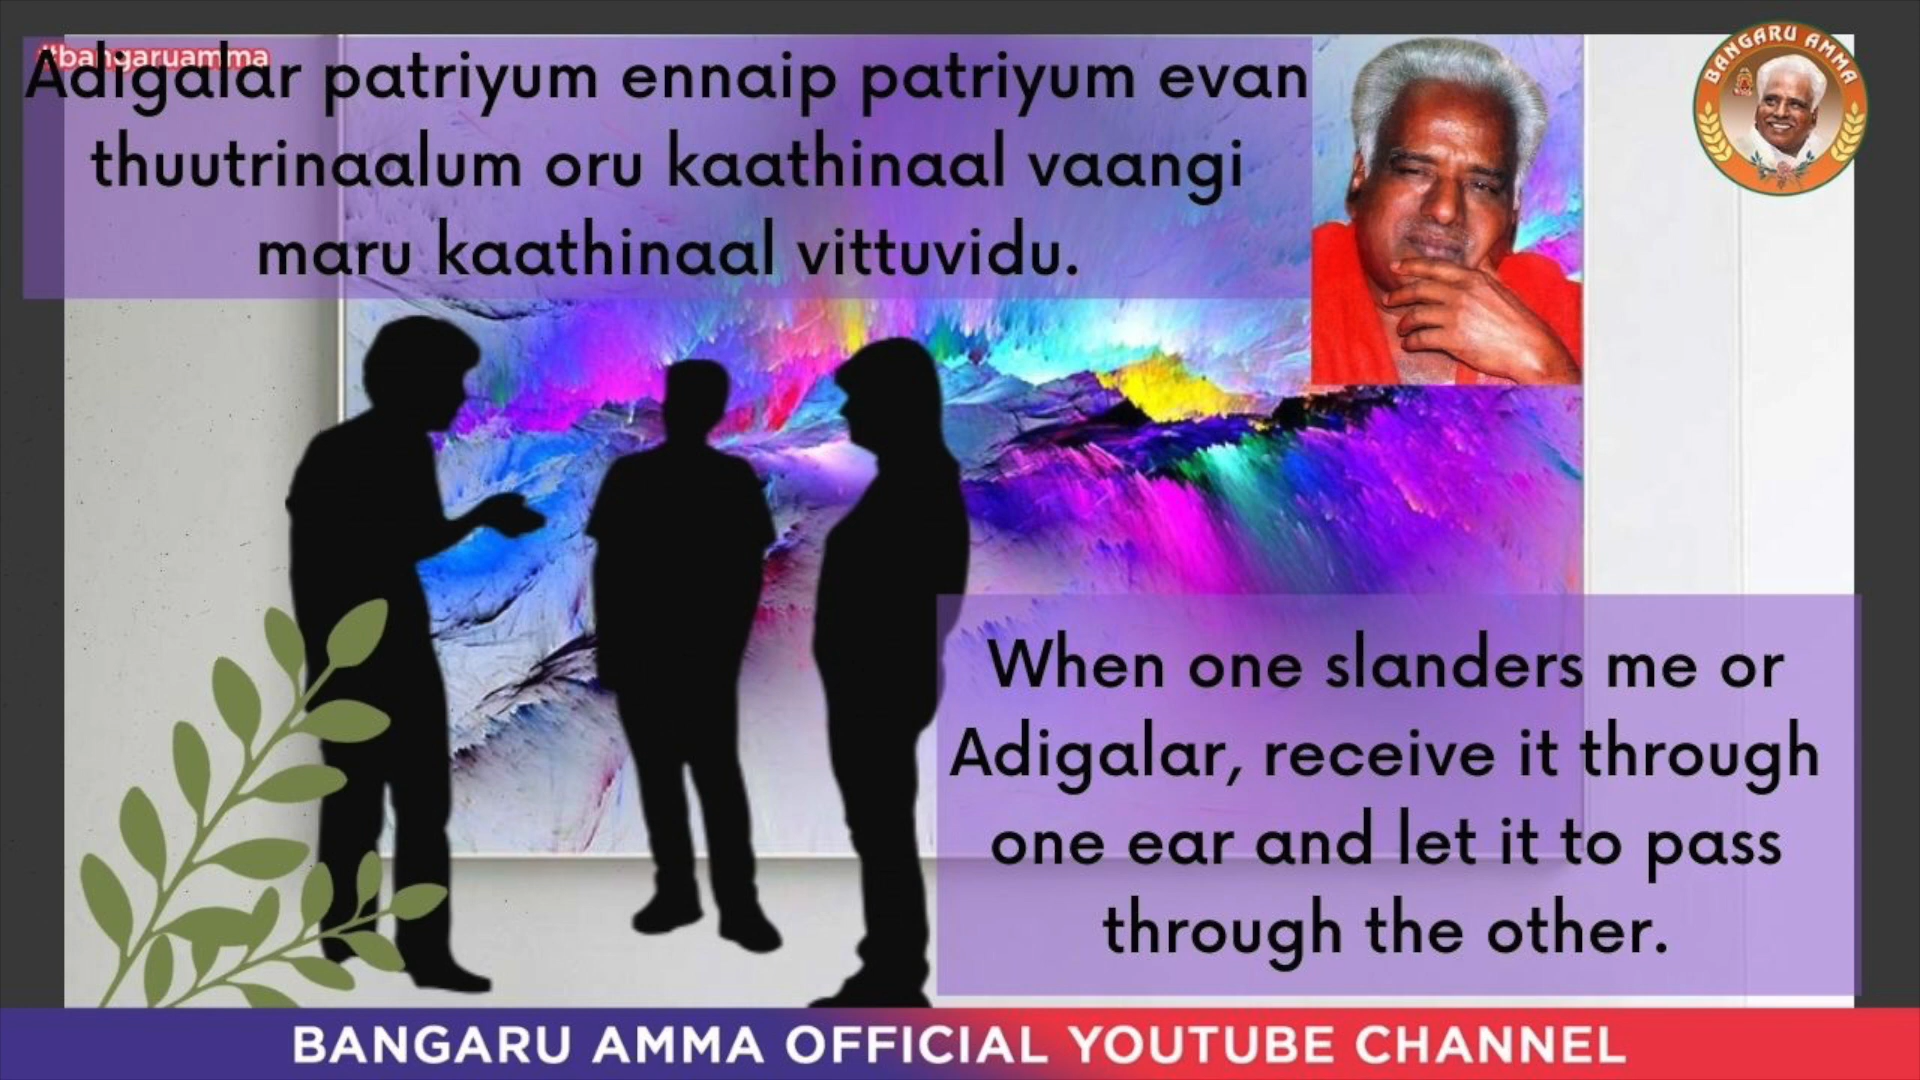 #bangaruamma
Adigalar patriyum ennaip patriyum evan
thuutrinaalum oru kaathinaal vaangi
maru kaathinaal vittuvidu.
BANGARU AMMA
When one slanders me or
Adigalar, receive it through
one ear and let it to pass
through the other.
BANGARU AMMA OFFICIAL YOUTUBE CHANNEL